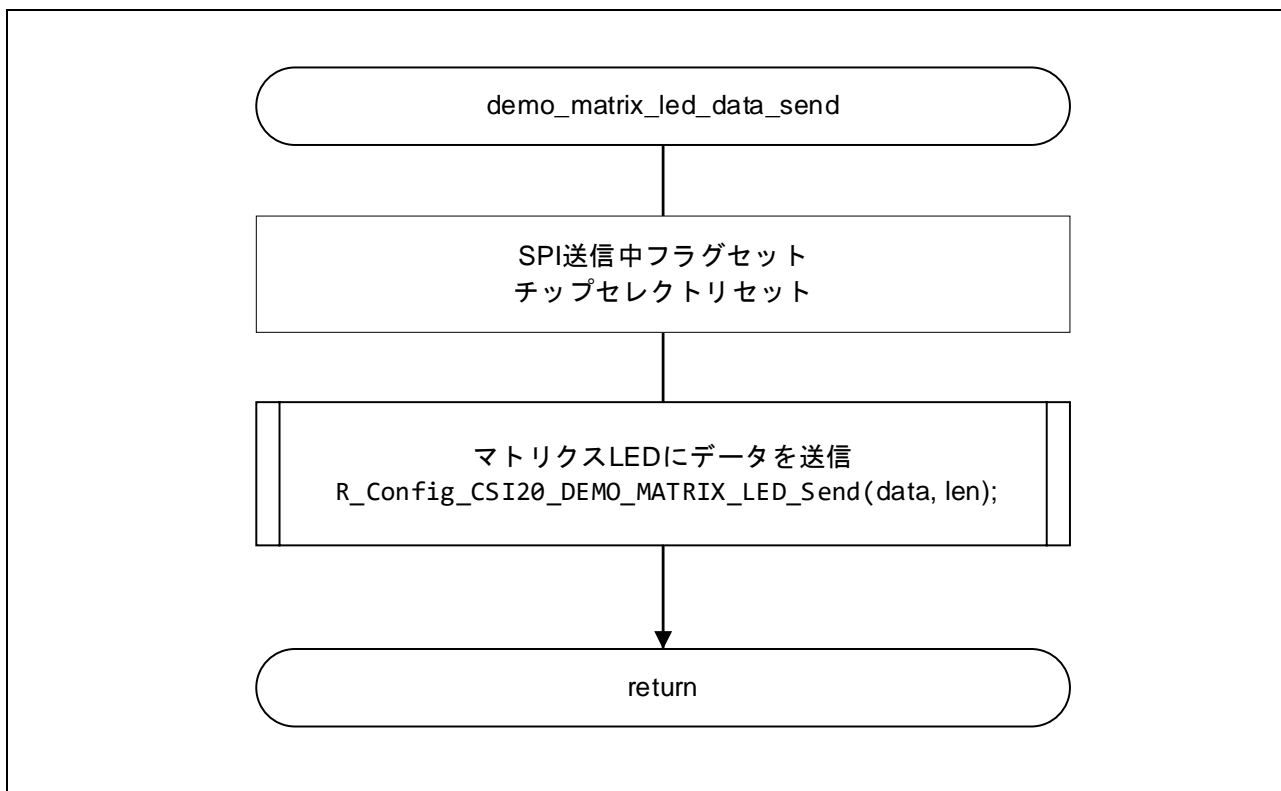 demo_matrix_led_data_send
SPI送信中フラグセット
チップセレクトリセット
マトリクスLEDにデータを送信
R_Config_CSI20_DEMO_MATRIX_LED_Send(data, len);
return